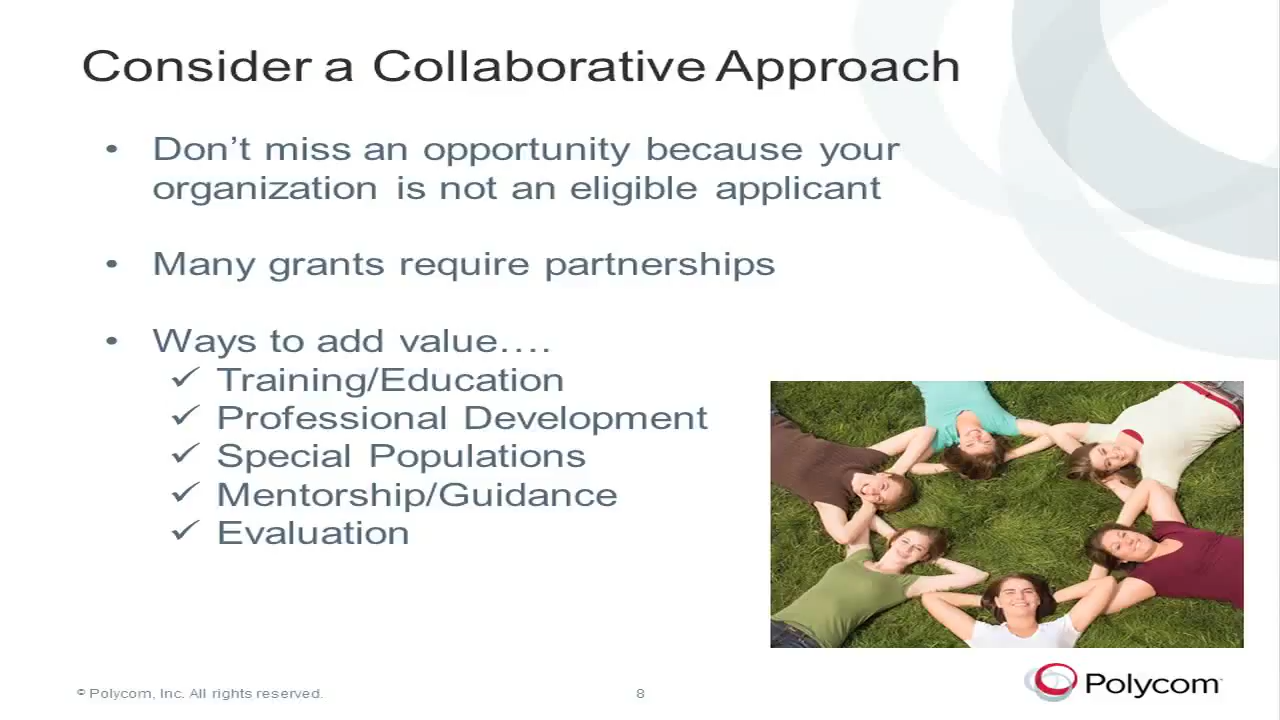 Consider a Collaborative Approach
• Don’t miss an opportunity because your
organization is not an eligible applicant
• Many grants require partnerships
• Ways to add value….
✓ Training/Education
✓ Professional Development
✓ Special Populations
✓ Mentorship/Guidance
✓ Evaluation
© Polycom, Inc. All rights reserved.
8
Polycom